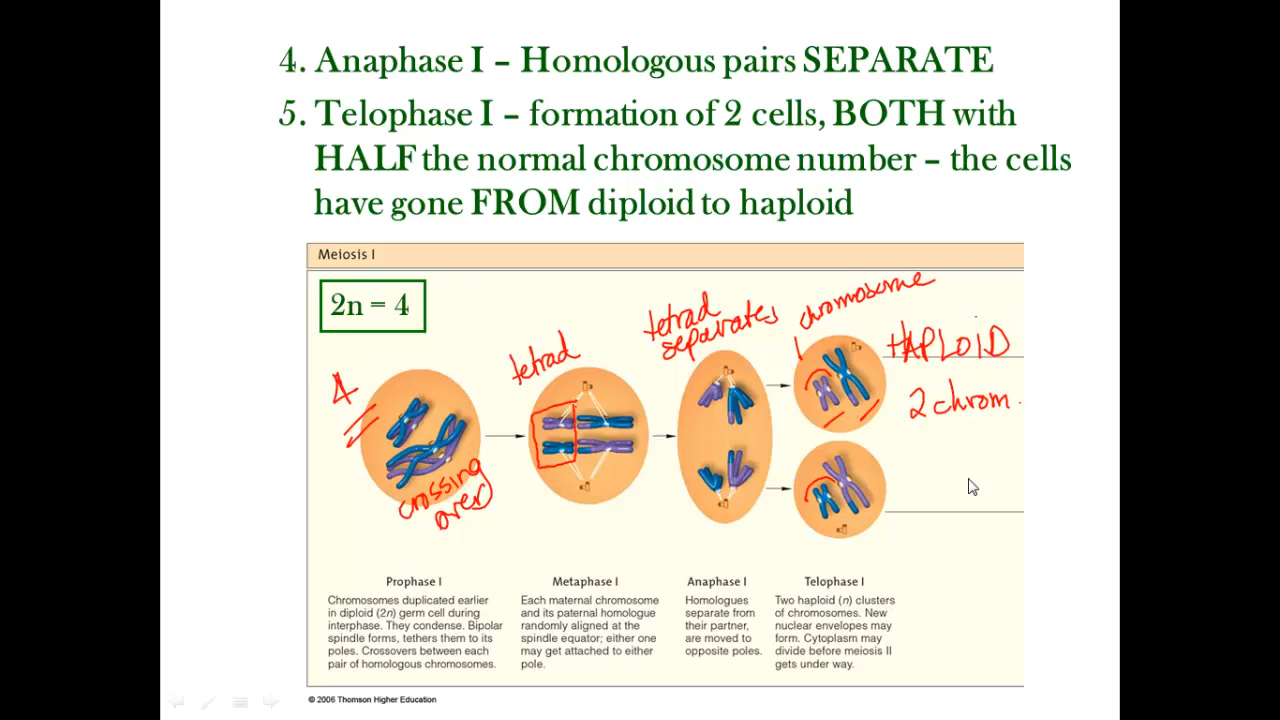 4. Anaphase I – Homologous pairs SEPARATE
5. Telophase I – formation of 2 cells, BOTH with
HALF the normal chromosome number – the cells
have gone FROM diploid to haploid
Meiosis I
2n = 4
4
crossing
over
tetrad
tetrad
separates
1 chromosome
HAPLOID
2 chrom.
Prophase I
Chromosomes duplicated earlier
in diploid (2n) germ cell during
interphase. They condense. Bipolar
spindle forms, tethers them to its
poles. Crossovers between each
pair of homologous chromosomes.
Metaphase I
Each maternal chromosome
and its paternal homologue
randomly aligned at the
spindle equator; either one
may get attached to either
pole.
Anaphase I
Homologues
separate from
their partner,
are moved to
opposite poles.
Telophase I
Two haploid (n) clusters
of chromosomes. New
nuclear envelopes may
form. Cytoplasm may
divide before meiosis II
gets under way.
© 2006 Thomson Higher Education